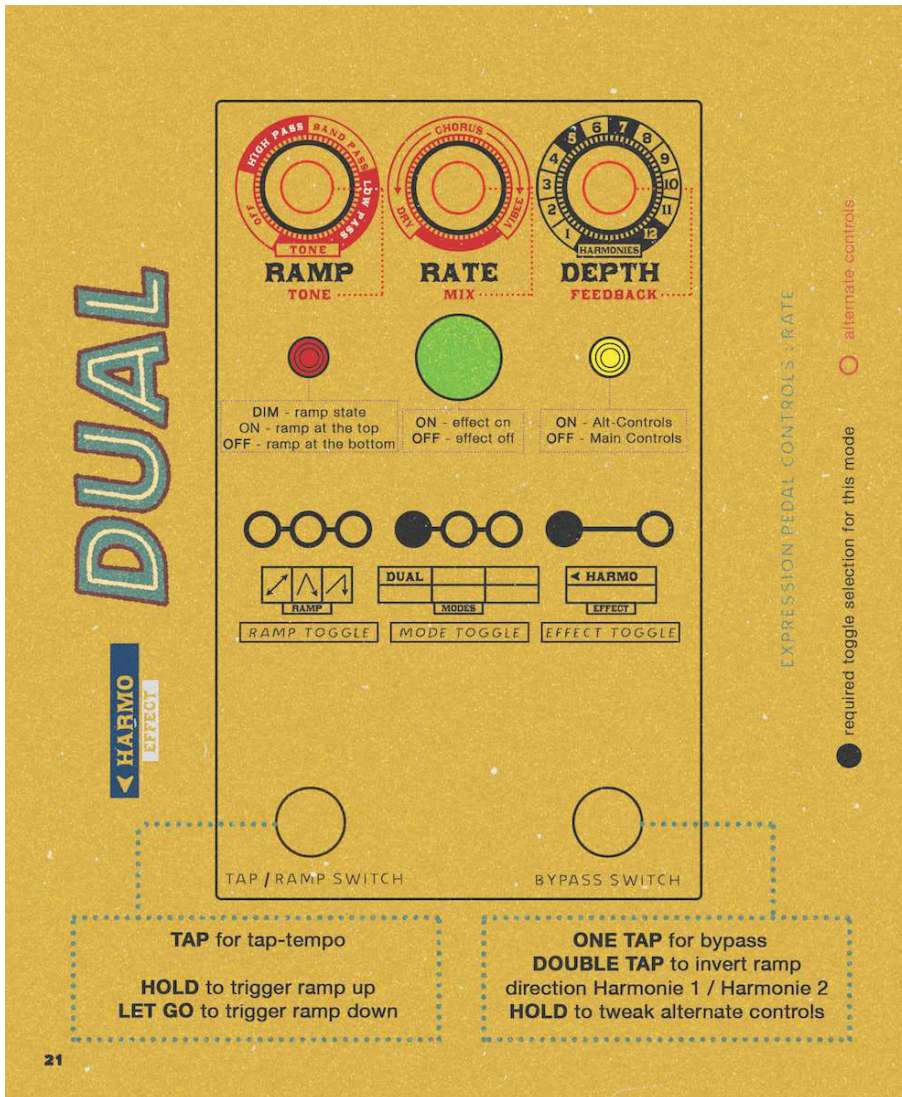 HIGH PASS
BAND PASS
LOW PASS
OFF
TONE
RAMP
TONE
CHORUS
DRY
VIBEE
RATE
MIX
1
2
3
4
5
6
7
8
9
10
11
12
HARMONIES
DEPTH
FEEDBACK
DIM - ramp state
ON - ramp at the top
OFF - ramp at the bottom
ON - effect on
OFF - effect off
ON - Alt-Controls
OFF - Main Controls
RAMP
RAMP TOGGLE
DUAL
MODES
MODE TOGGLE
HARMO
EFFECT
EFFECT TOGGLE
DUAL
HARMO
EFFECT
EXPRESSION PEDAL CONTROLS : RATE
required toggle selection for this mode
alternate controls
TAP / RAMP SWITCH
BYPASS SWITCH
TAP for tap-tempo
HOLD to trigger ramp up
LET GO to trigger ramp down
ONE TAP for bypass
DOUBLE TAP to invert ramp
direction Harmonie 1 / Harmonie 2
HOLD to tweak alternate controls
21